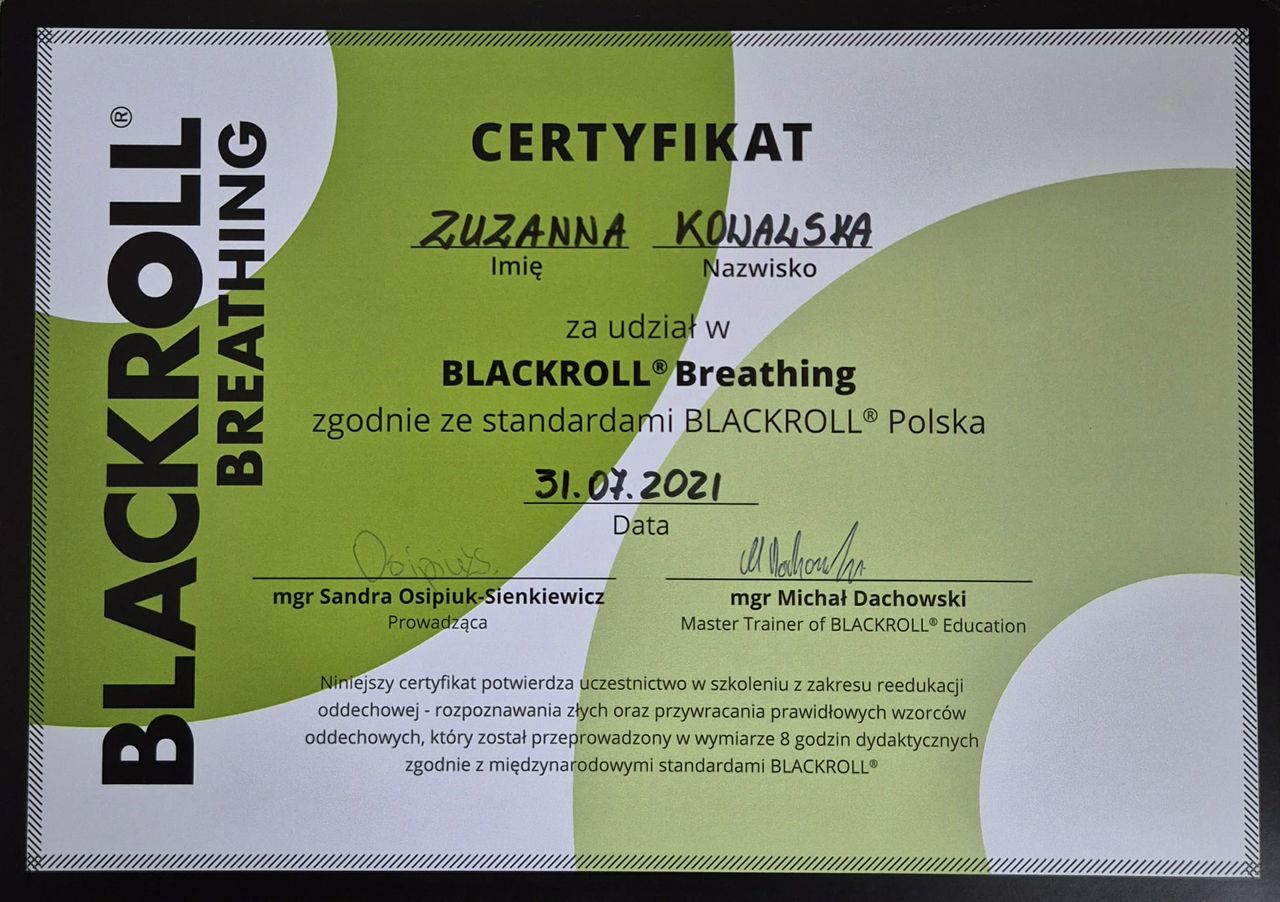 BLACKROLL®
BREATHING
CERTYFIKAT
ZUZANNA KOWALSKA
Imię Nazwisko
za udział w
BLACKROLL® Breathing
zgodnie ze standardami BLACKROLL® Polska
31.07.2021
Data
mgr Sandra Osipiuk-Sienkiewicz mgr Michał Dachowski
Prowadząca Master Trainer of BLACKROLL® Education
Niniejszy certyfikat potwierdza uczestnictwo w szkoleniu z zakresu reedukacji
oddechowej - rozpoznawania złych oraz przywracania prawidłowych wzorców
oddechowych, który został przeprowadzony w wymiarze 8 godzin dydaktycznych
zgodnie z międzynarodowymi standardami BLACKROLL®